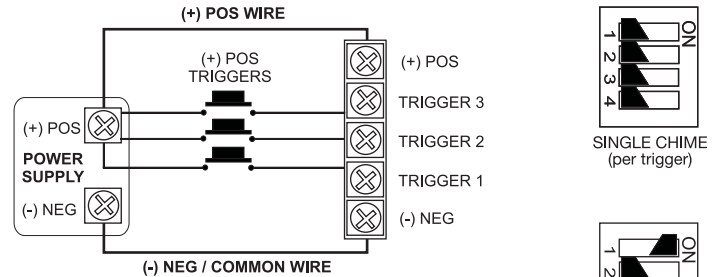 (+) POS WIRE
(+) POS
TRIGGERS
(+) POS
TRIGGER 3
TRIGGER 2
TRIGGER 1
(-) NEG
(+) POS
POWER
SUPPLY
(-) NEG
(-) NEG / COMMON WIRE
ON
1
2
3
4
SINGLE CHIME
(per trigger)
ON
1
2